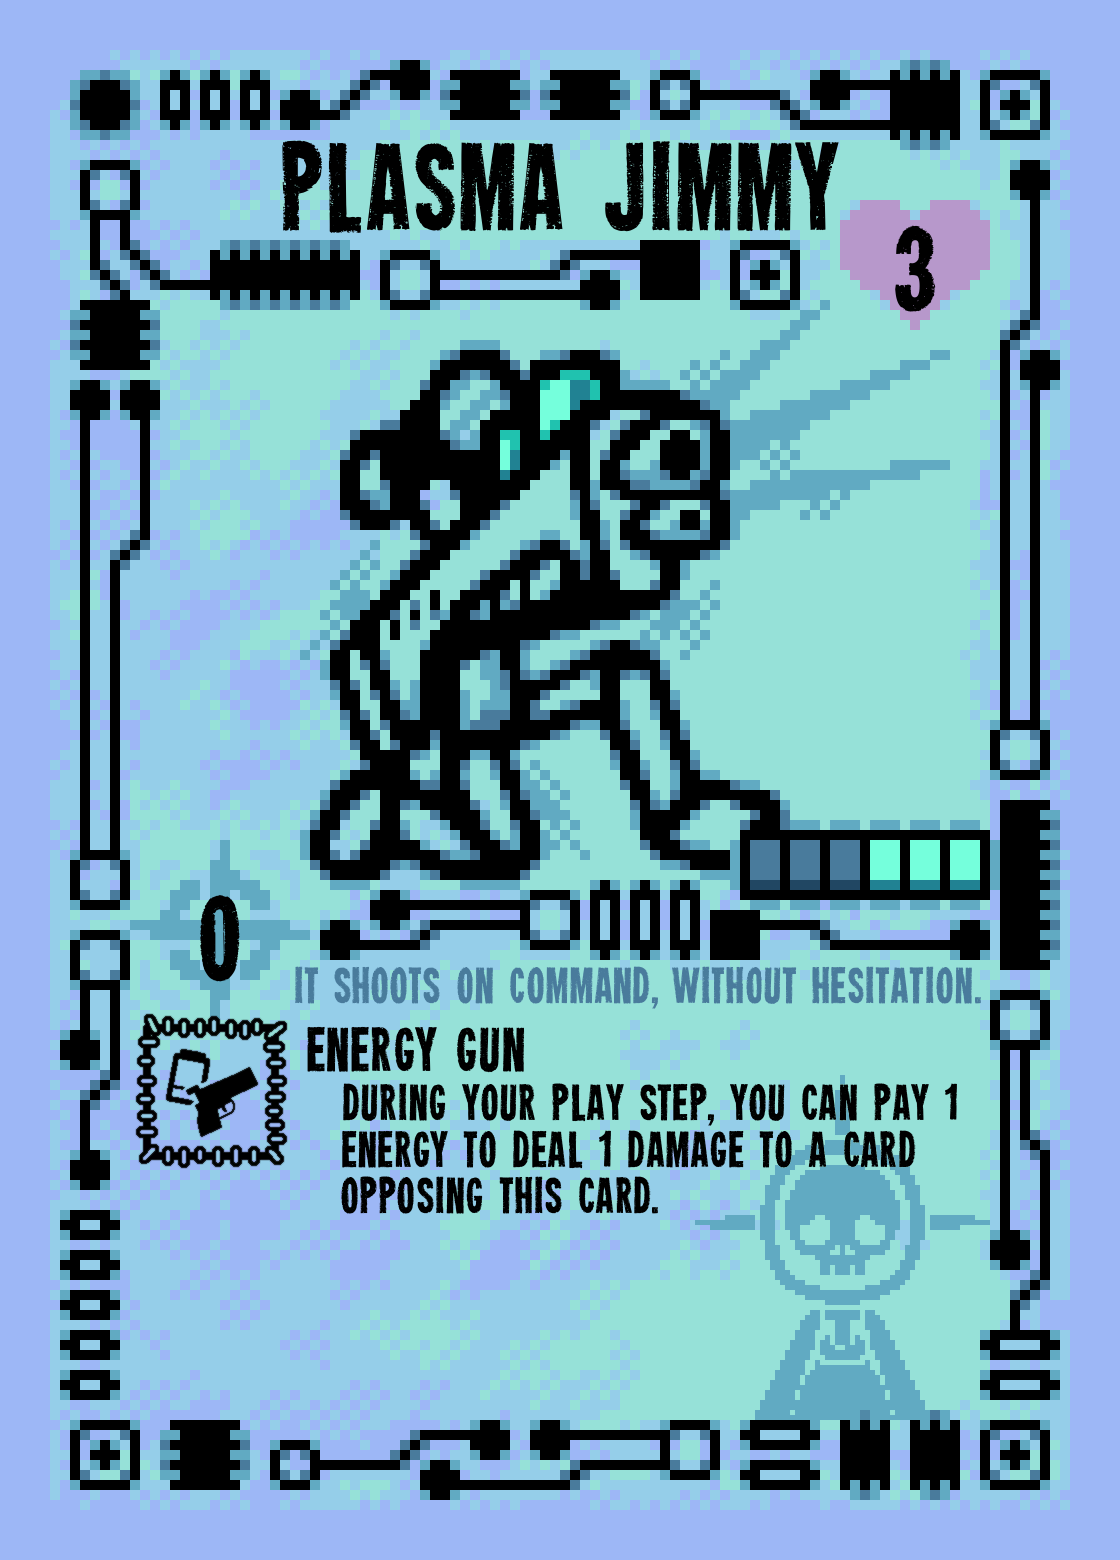 PLASMA JIMMY
3
0
IT SHOOTS ON COMMAND, WITHOUT HESITATION.
ENERGY GUN
DURING YOUR PLAY STEP, YOU CAN PAY 1
ENERGY TO DEAL 1 DAMAGE TO A CARD
OPPOSING THIS CARD.